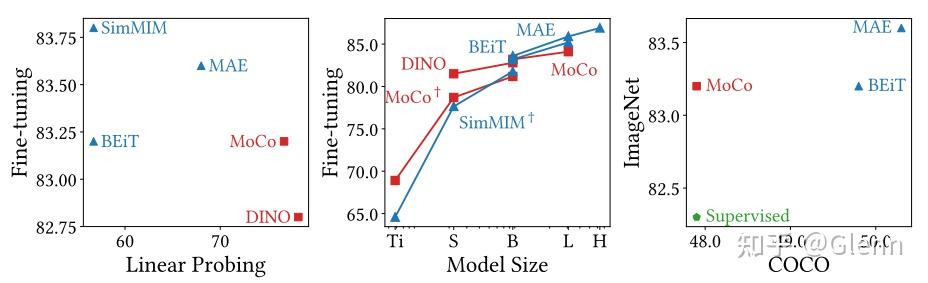 Fine-tuning
83.75
83.50
83.25
83.00
82.75
SimMIM
MAE
BEiT
MoCo
DINO
60
70
Linear Probing
Fine-tuning
85.0
80.0
75.0
70.0
65.0
MAE
BEiT
DINO
MoCo
MoCo†
SimMIM†
Ti
S
B
L
H
Model Size
ImageNet
83.5
83.0
82.5
MAE
MoCo
BEiT
Supervised
48.0
49.0
50.0
COCO
知乎 @Glenn